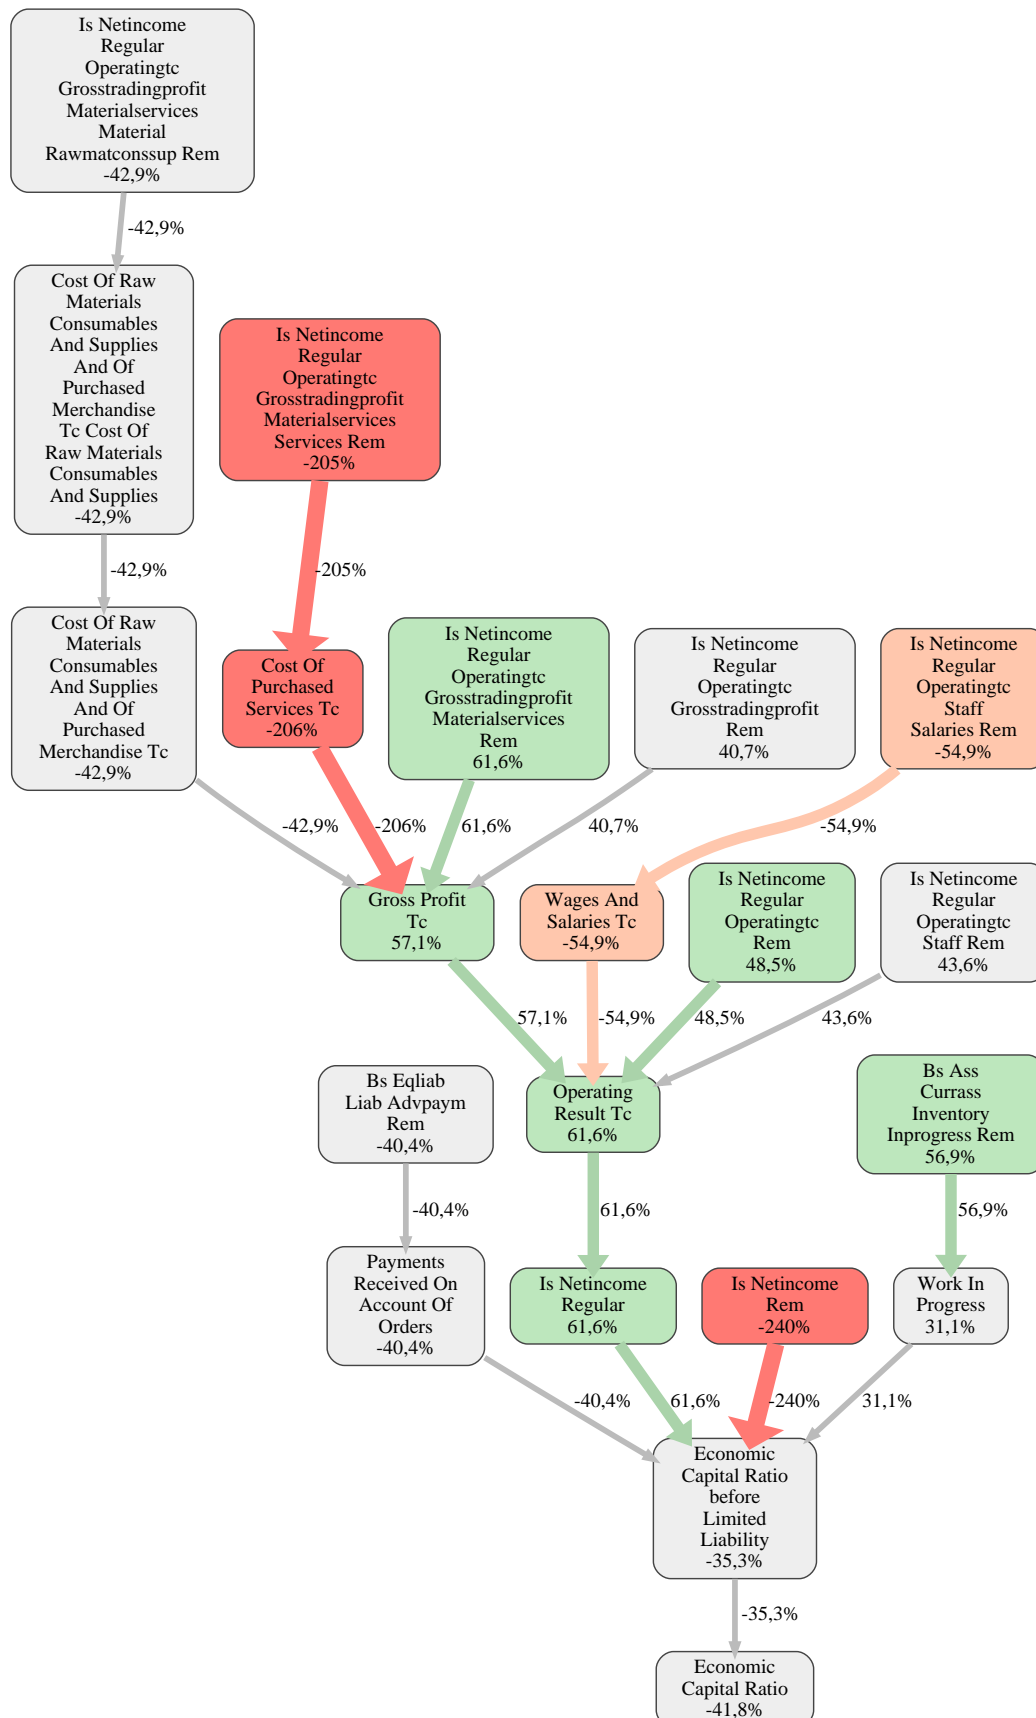 Is Netincome
Regular
Operatingtc
Grosstradingprofit
Materialservices
Material
Rawmatconssup Rem
-42,9%
-42,9%
Cost Of Raw
Materials
Consumables
And Supplies
And Of
Purchased
Merchandise
Tc Cost Of
Raw Materials
Consumables
And Supplies
-42,9%
Is Netincome
Regular
Operatingtc
Grosstradingprofit
Materialservices
Services Rem
-205%
-42,9%
-205%
Cost Of Raw
Materials
Consumables
And Supplies
And Of
Purchased
Merchandise Tc
-42,9%
Cost Of
Purchased
Services Tc
-206%
Is Netincome
Regular
Operatingtc
Grosstradingprofit
Materialservices
Rem
61,6%
Is Netincome
Regular
Operatingtc
Grosstradingprofit
Rem
40,7%
Is Netincome
Regular
Operatingtc
Staff
Salaries Rem
-54,9%
-42,9%
-206%
61,6%
40,7%
-54,9%
Gross Profit
Tc
57,1%
Wages And
Salaries Tc
-54,9%
Is Netincome
Regular
Operatingtc
Rem
48,5%
Is Netincome
Regular
Operatingtc
Staff Rem
43,6%
57,1%
-54,9%
48,5%
43,6%
Bs Eqliab
Liab Advpaym
Rem
-40,4%
Operating
Result Tc
61,6%
Bs Ass
Currass
Inventory
Inprogress Rem
56,9%
-40,4%
61,6%
56,9%
Payments
Received On
Account Of
Orders
-40,4%
Is Netincome
Regular
61,6%
Is Netincome
Rem
-240%
Work In
Progress
31,1%
-40,4%
61,6%
-240%
31,1%
Economic
Capital Ratio
before
Limited
Liability
-35,3%
-35,3%
Economic
Capital Ratio
-41,8%